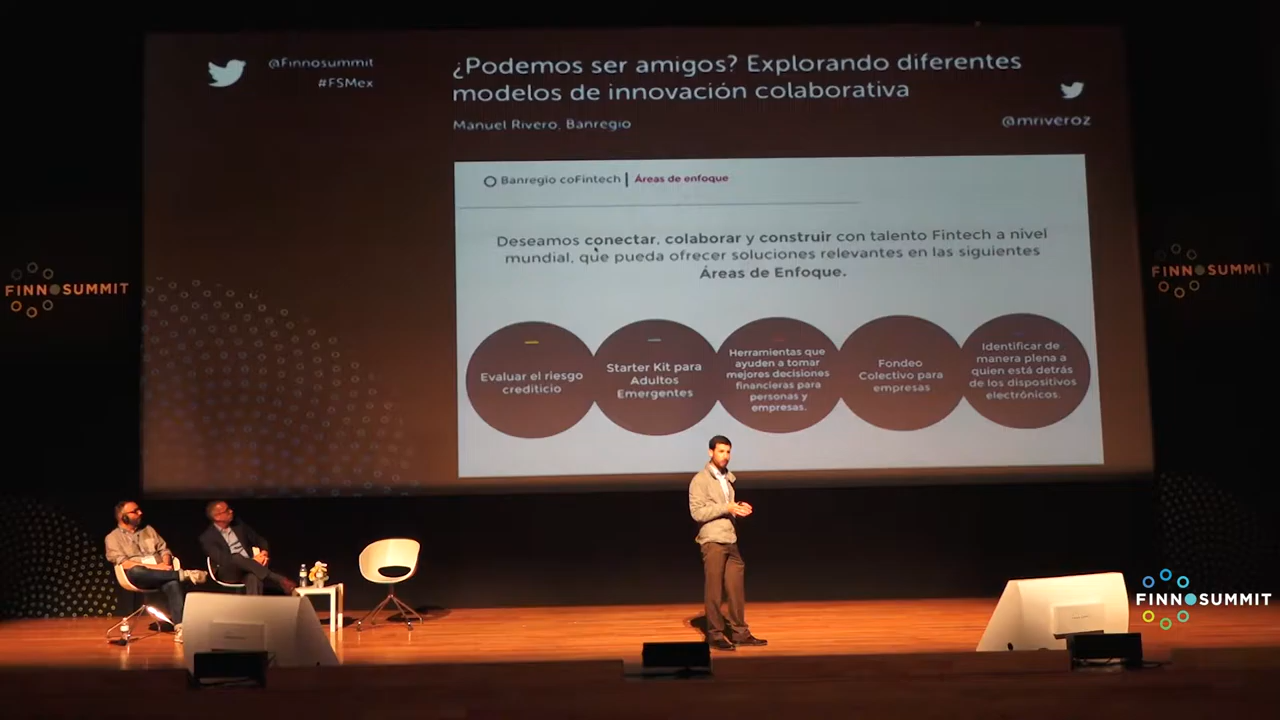 @Finnosummit
#FSMex
¿Podemos ser amigos? Explorando diferentes
modelos de innovación colaborativa
Manuel Rivero, Banregio
@mriveroz
Banregio coFintech | Áreas de enfoque
Deseamos conectar, colaborar y construir con talento Fintech a nivel
mundial, que pueda ofrecer soluciones relevantes en las siguientes
Áreas de Enfoque.
Evaluar el riesgo
crediticio
Starter Kit para
Adultos
Emergentes
Herramientas que
ayuden a tomar
mejores decisiones
financieras para
personas y
empresas.
Fondeo
Colectivo para
empresas
Identificar de
manera plena a
quien está detrás
de los dispositivos
electrónicos.
FINNOSUMMIT
FINNOSUMMIT
FINNOSUMMIT